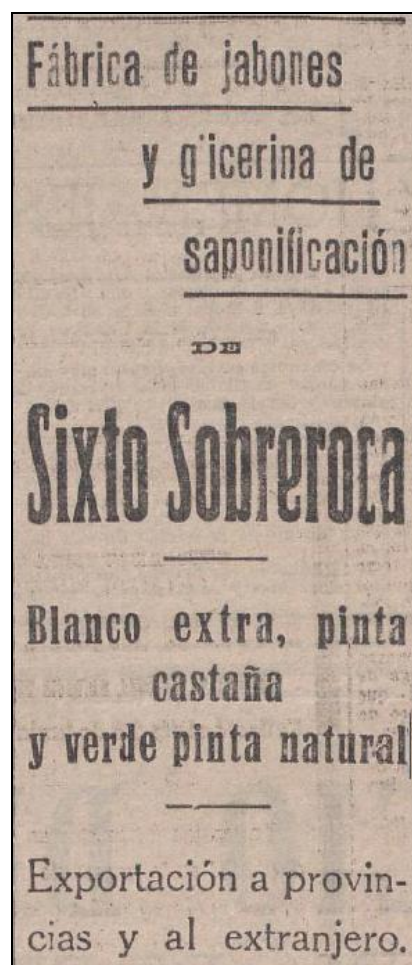 Fábrica de jabones
y glicerina de
saponificación
DE
Sixto Sobreroca
Blanco extra, pinta
castaña
y verde pinta natural
Exportación a provin-
cias y al extranjero.